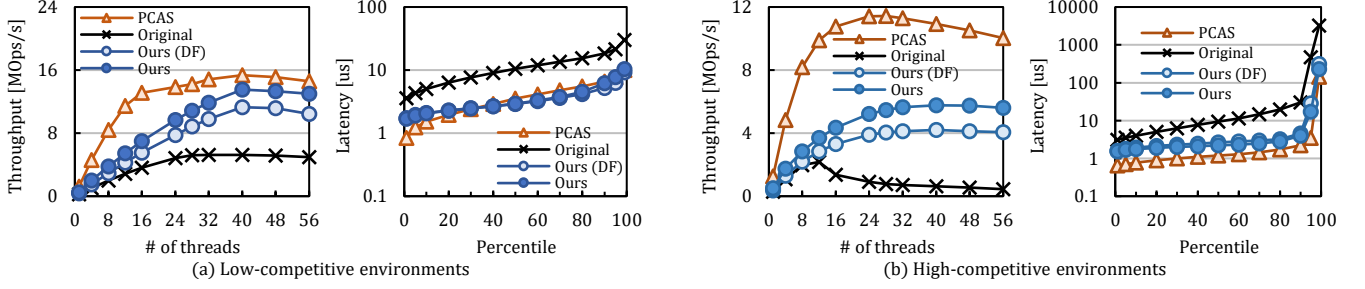 Throughput [MOps/s]
24
16
8
0
PCAS
Original
Ours (DF)
Ours
0 8 16 24 32 40 48 56
# of threads
Latency [us]
100
10
1
0.1
PCAS
Original
Ours (DF)
Ours
0 20 40 60 80 100
Percentile
(a) Low-competitive environments
Throughput [MOps/s]
12
8
4
0
PCAS
Original
Ours (DF)
Ours
0 8 16 24 32 40 48 56
# of threads
Latency [us]
10000
1000
100
10
1
0.1
PCAS
Original
Ours (DF)
Ours
0 20 40 60 80 100
Percentile
(b) High-competitive environments